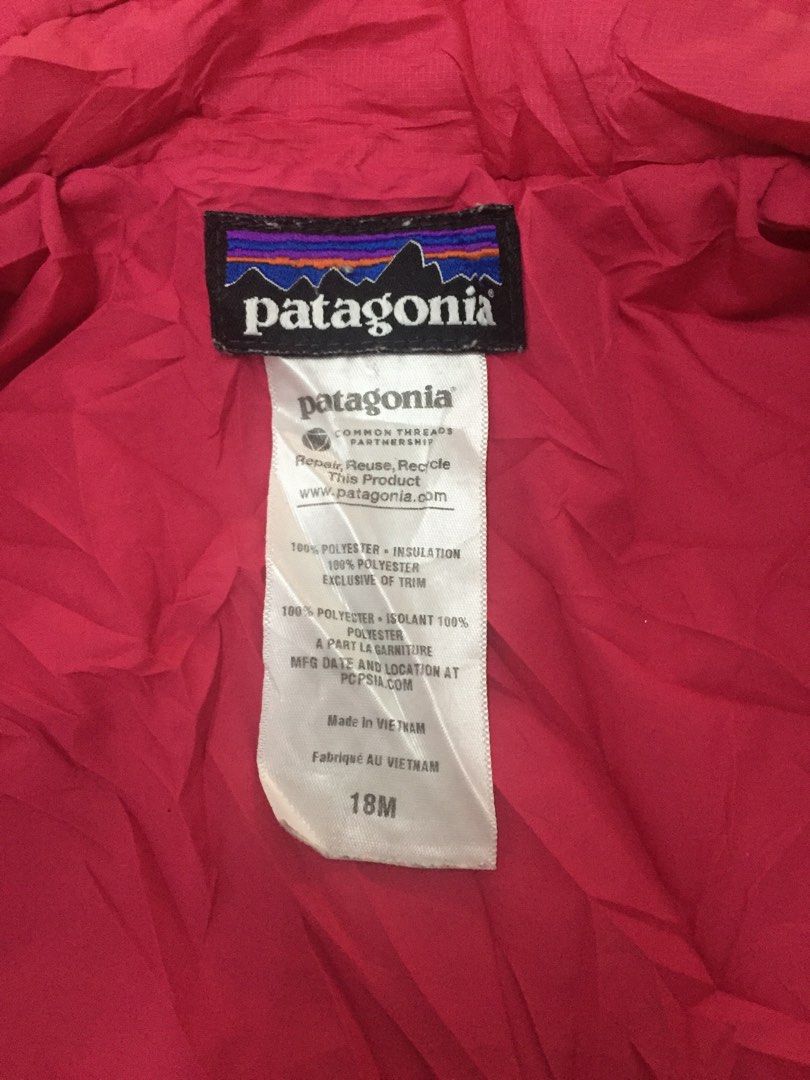 patagonia®
patagonia®
COMMON THREADS
PARTNERSHIP
Repair, Reuse, Recycle
This Product
www.patagonia.com
100% POLYESTER • INSULATION
100% POLYESTER
EXCLUSIVE OF TRIM
100% POLYESTER • ISOLANT 100%
POLYESTER
A PART LA GARNITURE
MFG DATE AND LOCATION AT
PCPSIA.COM
Made in VIETNAM
Fabriqué AU VIETNAM
18M